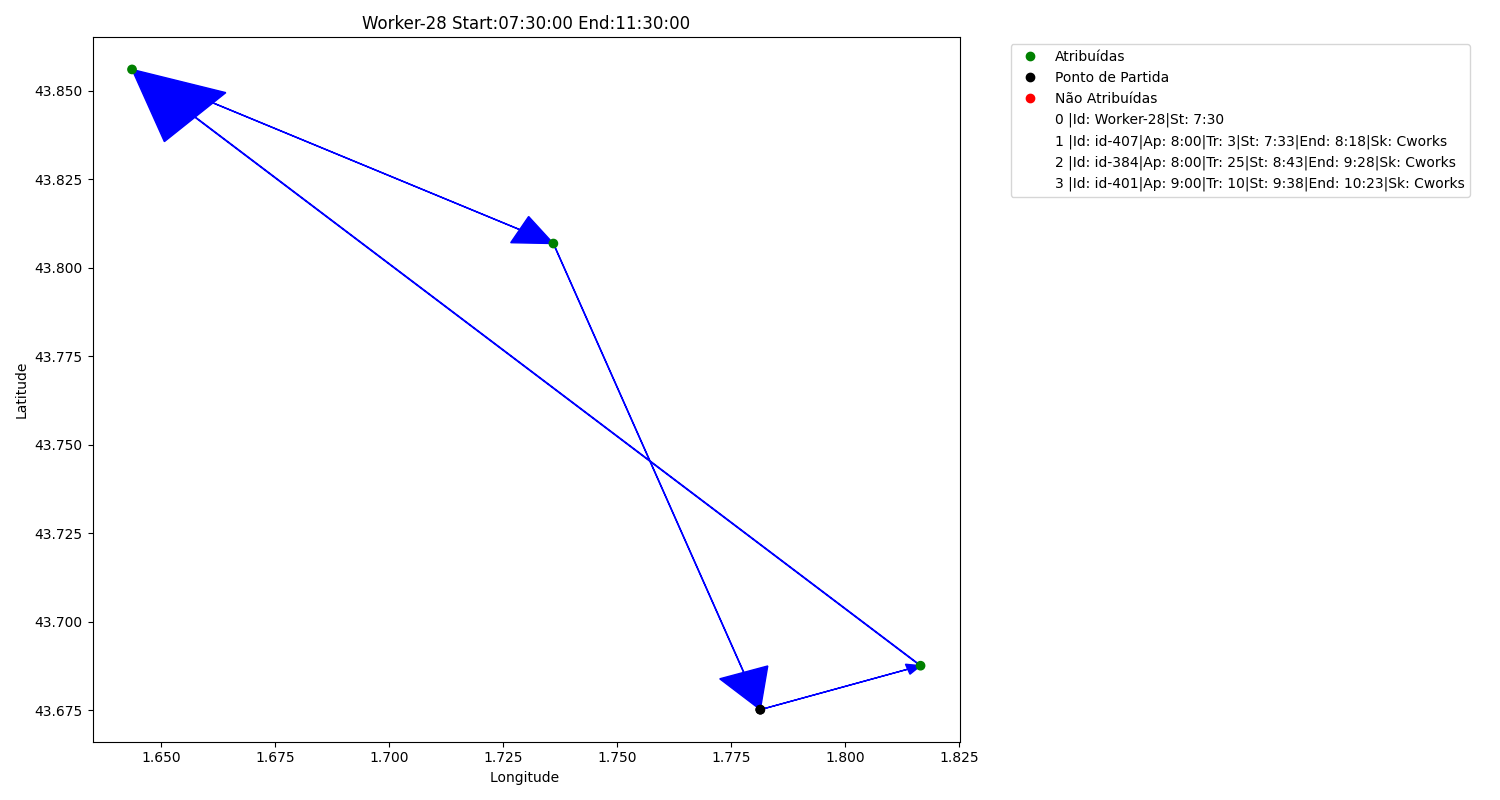 Worker-28 Start:07:30:00 End:11:30:00
43.850
43.825
43.800
43.775
43.750
43.725
43.700
43.675
Latitude
1.650 1.675 1.700 1.725 1.750 1.775 1.800 1.825
Longitude
Atribuídas
Ponto de Partida
Não Atribuídas
0 |Id: Worker-28|St: 7:30
1 |Id: id-407|Ap: 8:00|Tr: 3|St: 7:33|End: 8:18|Sk: Cworks
2 |Id: id-384|Ap: 8:00|Tr: 25|St: 8:43|End: 9:28|Sk: Cworks
3 |Id: id-401|Ap: 9:00|Tr: 10|St: 9:38|End: 10:23|Sk: Cworks